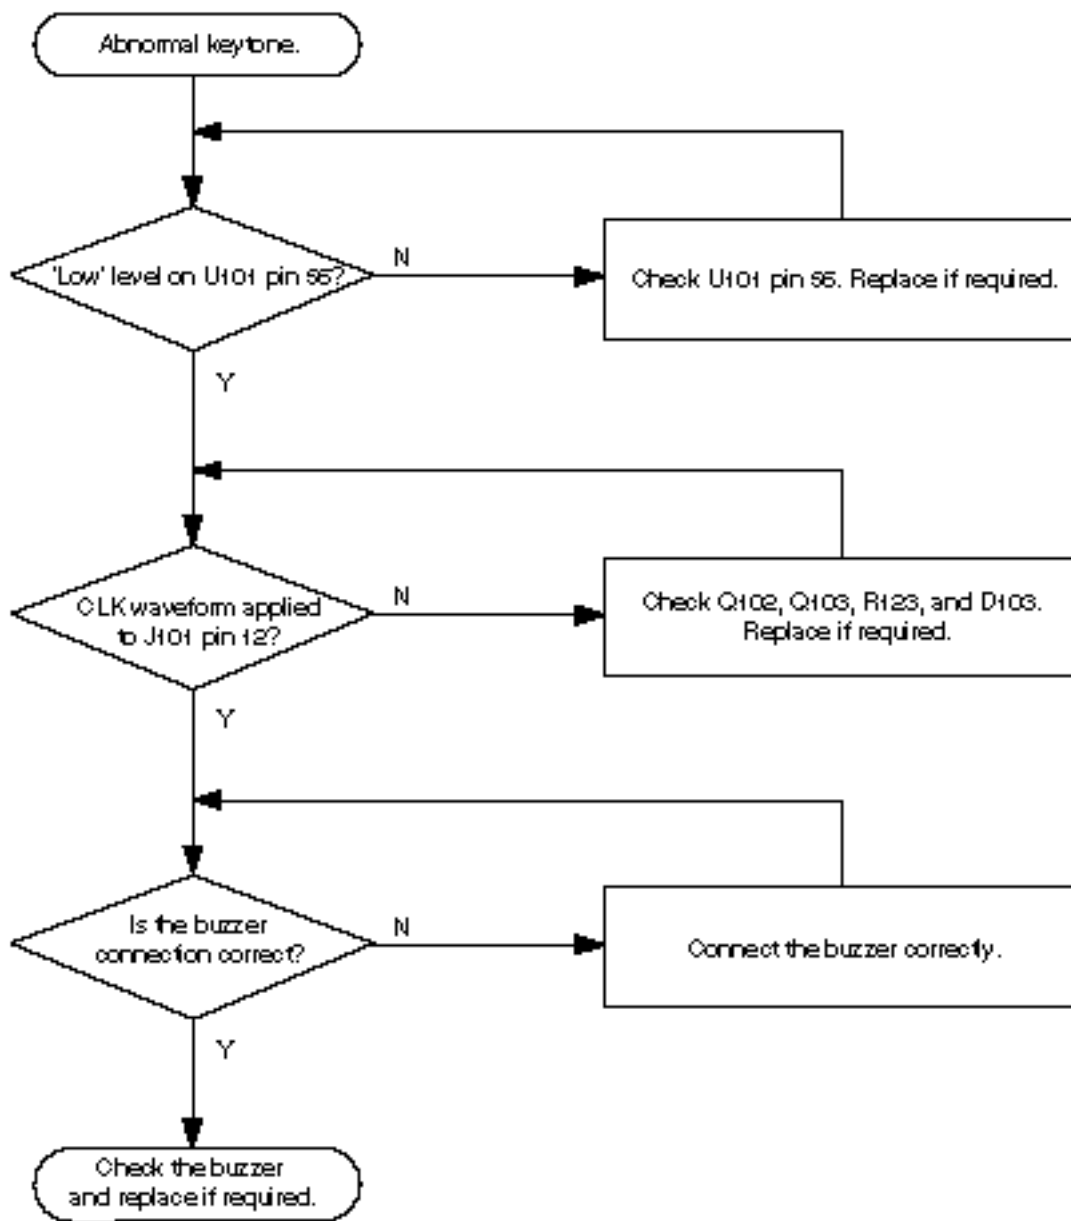 Abnormal keytone.
'Low' level on U101 pin 56?
N
Check U101 pin 56. Replace if required.
Y
CLK waveform applied
to J101 pin 12?
N
Check Q102, Q103, R123, and D103.
Replace if required.
Y
Is the buzzer
connection correct?
N
Connect the buzzer correctly.
Y
Check the buzzer
and replace if required.